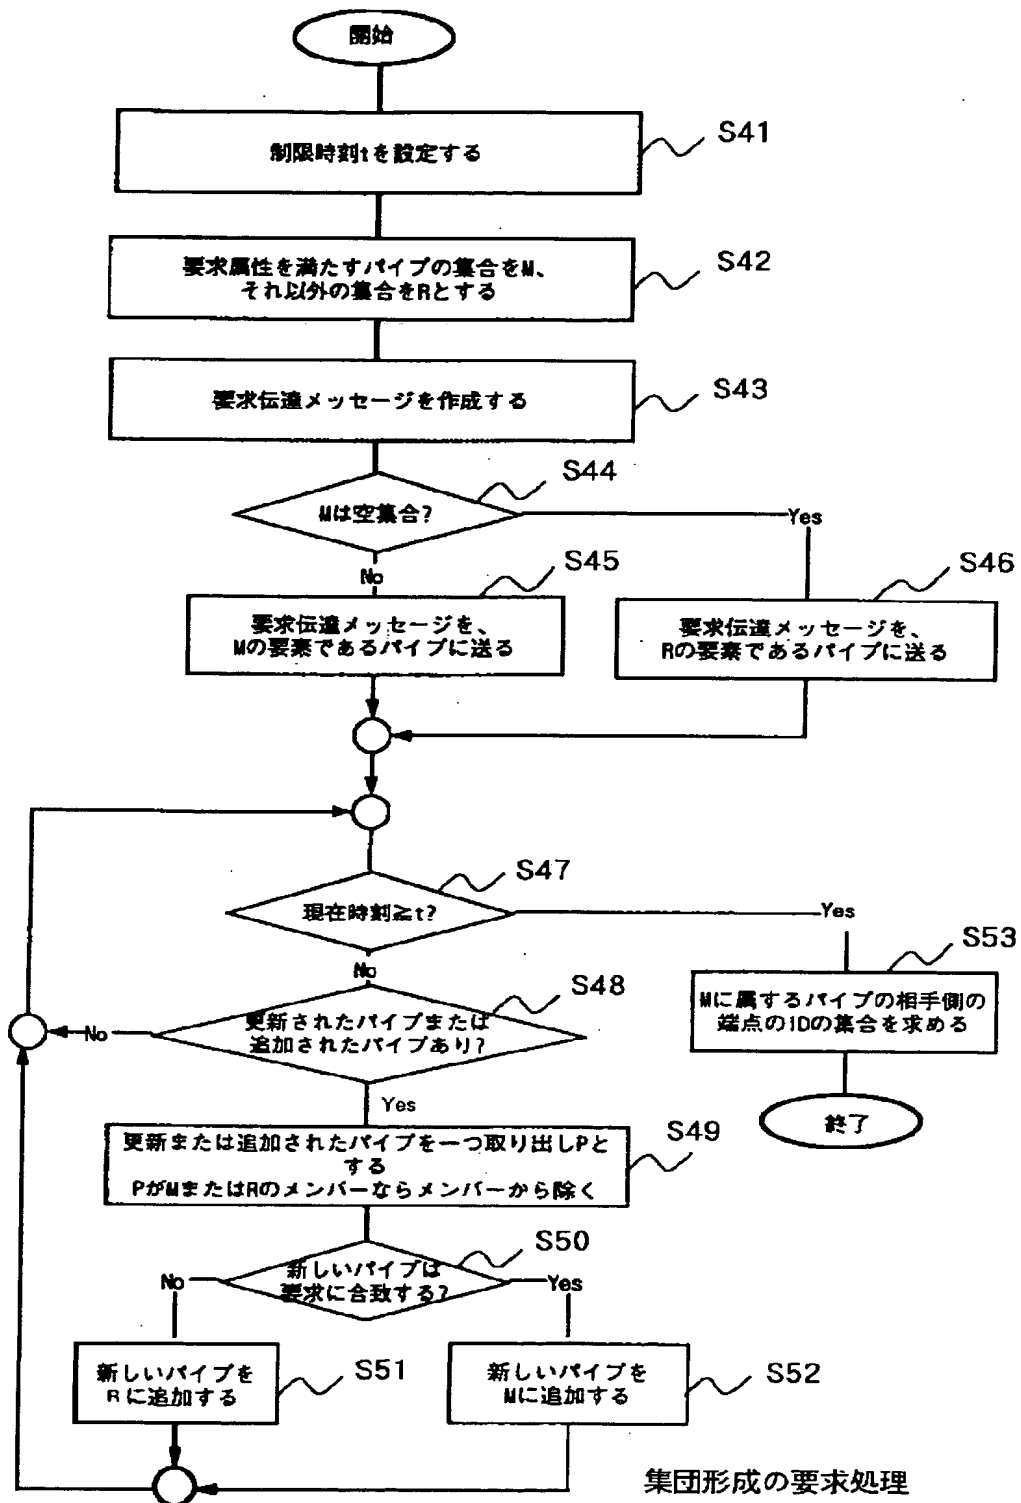 開始
制限時刻tを設定する
S41
要求属性を満たすパイプの集合をM、
それ以外の集合をRとする
S42
要求伝達メッセージを作成する
S43
Mは空集合?
S44
Yes
No
要求伝達メッセージを、
Mの要素であるパイプに送る
S45
要求伝達メッセージを、
Rの要素であるパイプに送る
S46
現在時刻≧t?
S47
Yes
No
Mに属するパイプの相手側の
端点のIDの集合を求める
S53
終了
更新されたパイプまたは
追加されたパイプあり?
S48
No
Yes
更新または追加されたパイプを一つ取り出しPと
する
PがMまたはRのメンバーならメンバーから除く
S49
新しいパイプは
要求に合致する?
S50
No
Yes
新しいパイプを
Rに追加する
S51
新しいパイプを
Mに追加する
S52
集団形成の要求処理